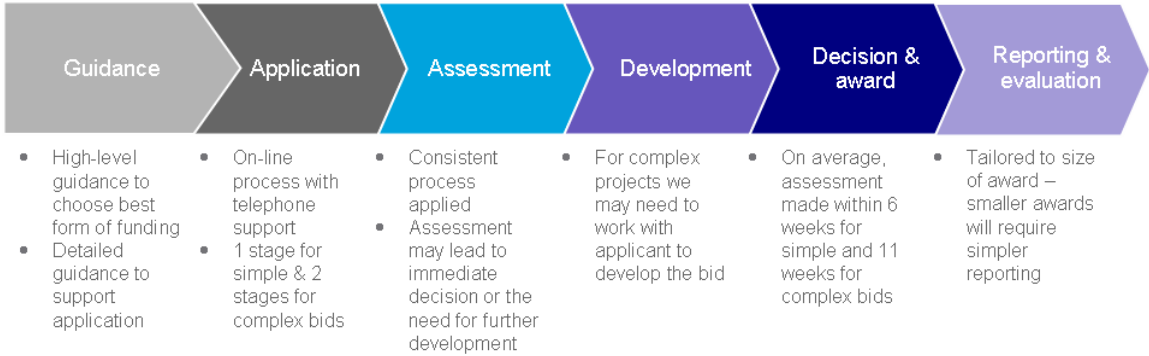 Guidance
Application
Assessment
Development
Decision &
award
Reporting &
evaluation
• High-level
guidance to
choose best
form of funding
• Detailed
guidance to
support
application
• On-line
process with
telephone
support
• 1 stage for
simple & 2
stages for
complex bids
• Consistent
process
applied
• Assessment
may lead to
immediate
decision or the
need for further
development
• For complex
projects we
may need to
work with
applicant to
develop the bid
• On average,
assessment
made within 6
weeks for
simple and 11
weeks for
complex bids
• Tailored to size
of award –
smaller awards
will require
simpler
reporting